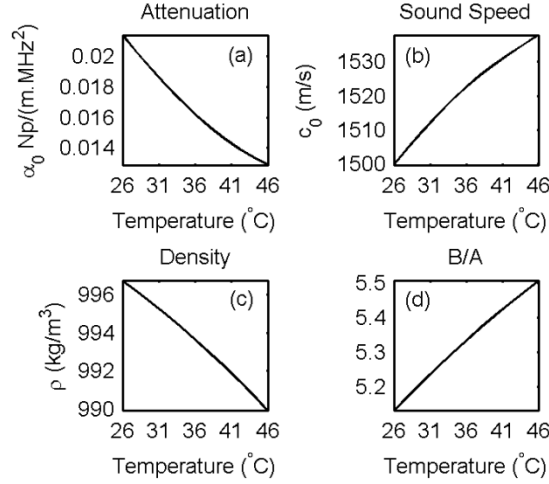 Attenuation
α₀ Np/(m.MHz²)
0.02
0.018
0.016
0.014
(a)
26 31 36 41 46
Temperature (°C)
Sound Speed
c₀ (m/s)
1530
1520
1510
1500
(b)
26 31 36 41 46
Temperature (°C)
Density
ρ (kg/m³)
996
994
992
990
(c)
26 31 36 41 46
Temperature (°C)
B/A
5.5
5.4
5.3
5.2
(d)
26 31 36 41 46
Temperature (°C)